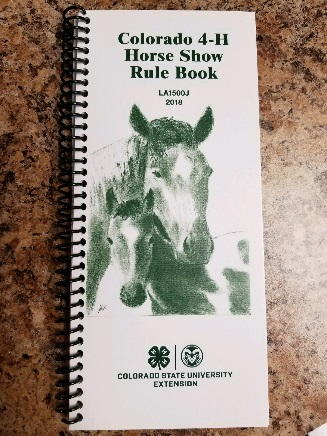 Colorado 4-H
Horse Show
Rule Book
LA1500J
2018
COLORADO STATE UNIVERSITY
EXTENSION